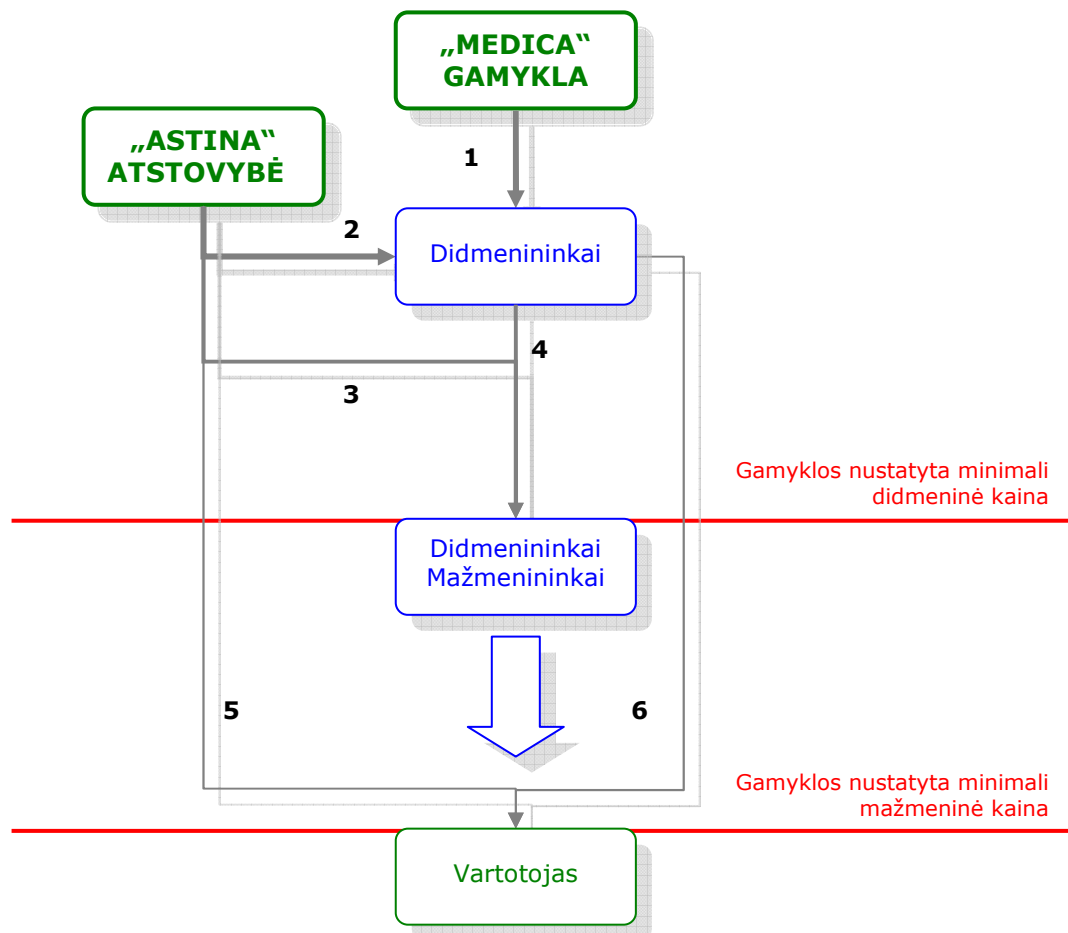 „MEDICA“
GAMYKLA
„ASTINA“
ATSTOVYBĖ
1
2
Didmenininkai
4
3
Gamyklos nustatyta minimali
didmeninė kaina
Didmenininkai
Mažmenininkai
5
6
Gamyklos nustatyta minimali
mažmeninė kaina
Vartotojas